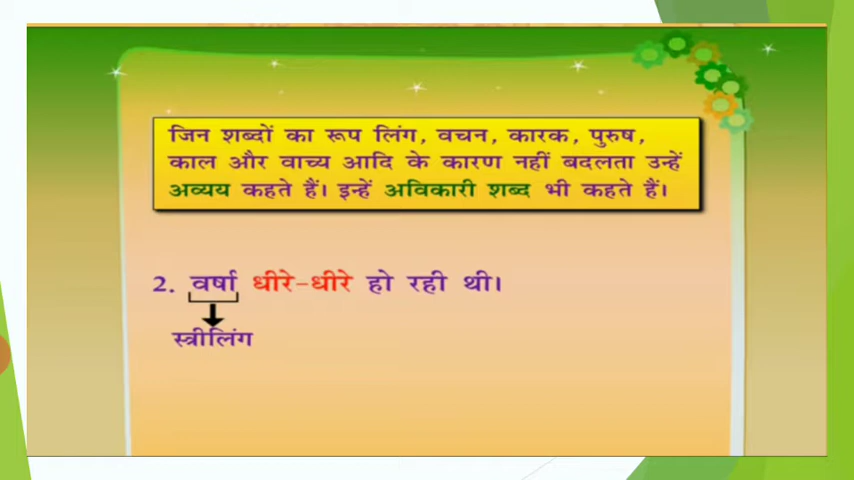 जिन शब्दों का रूप लिंग, वचन, कारक, पुरुष,
काल और वाच्य आदि के कारण नहीं बदलता उन्हें
अव्यय कहते हैं। इन्हें अविकारी शब्द भी कहते हैं।
2. वर्षा धीरे-धीरे हो रही थी।
स्त्रीलिंग